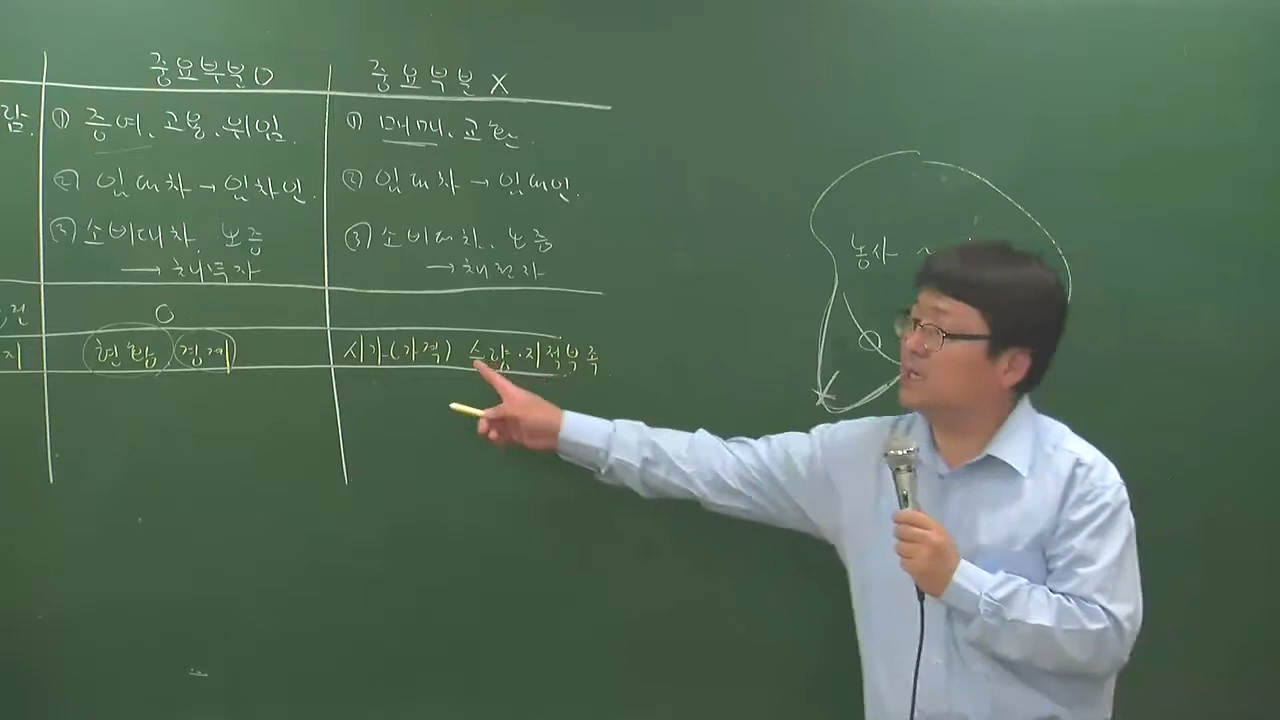 중요부분 O
중요부분 X
람.
① 증여, 고용, 위임.
① 매매, 교환.
② 임대차 → 임차인.
② 임대차 → 임대인.
③ 소비대차, 보증
→ 채무자
③ 소비대차, 보증
→ 채권자
건
O
지
현황 경계
시가(가격) 수량·지적부족
농사 ~